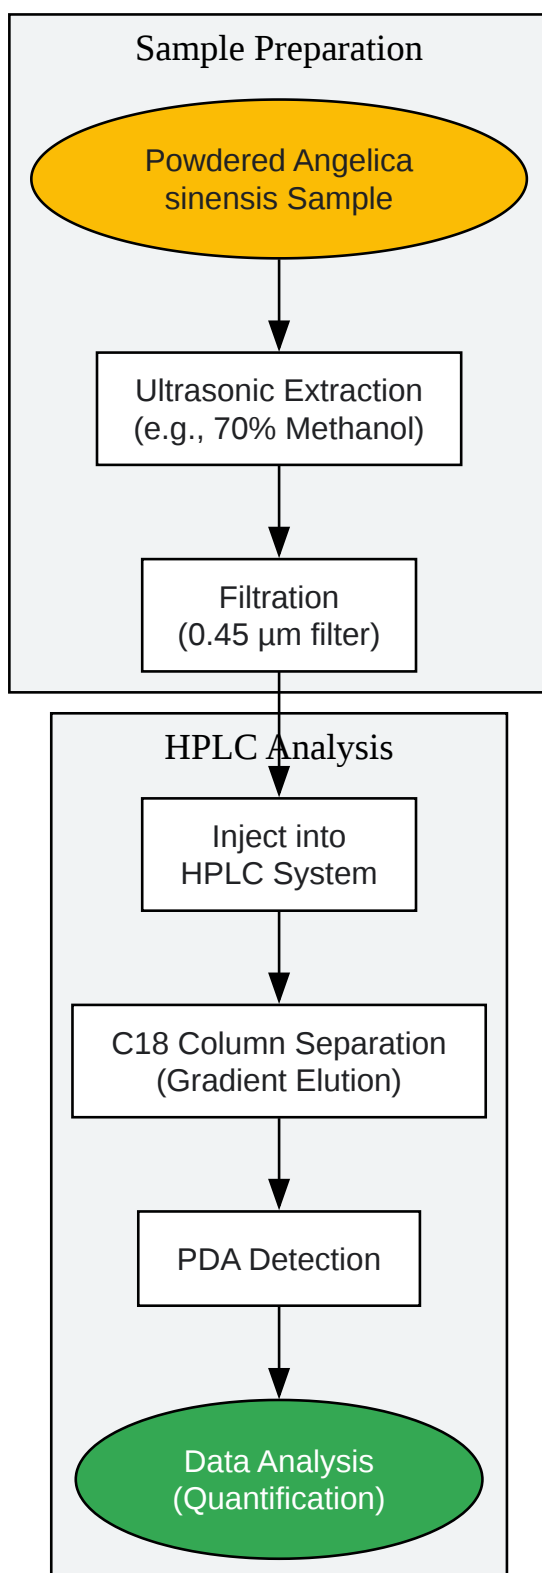 Sample Preparation
Powdered Angelica
sinensis Sample
Ultrasonic Extraction
(e.g., 70% Methanol)
Filtration
(0.45 µm filter)
HPLC Analysis
Inject into
HPLC System
C18 Column Separation
(Gradient Elution)
PDA Detection
Data Analysis
(Quantification)